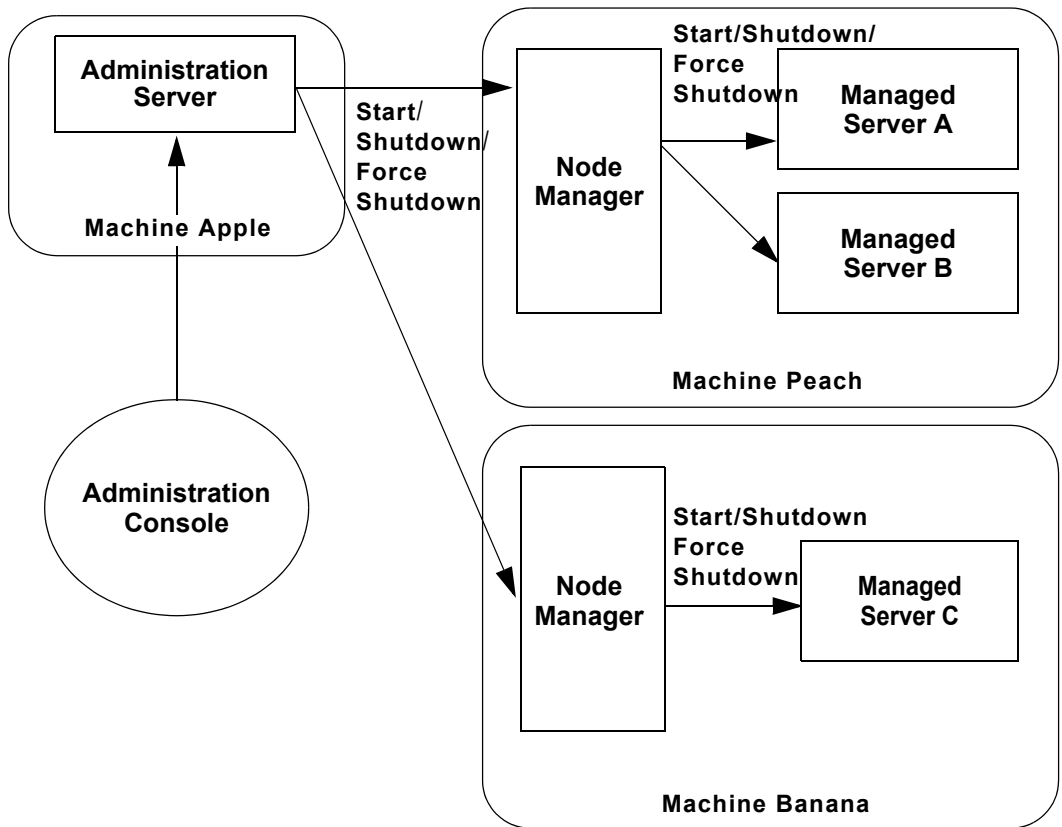 Administration
Server
Machine Apple
Administration
Console
Start/
Shutdown/
Force
Shutdown
Node
Manager
Start/Shutdown/
Force
Shutdown
Managed
Server A
Managed
Server B
Machine Peach
Node
Manager
Start/Shutdown
Force
Shutdown
Managed
Server C
Machine Banana